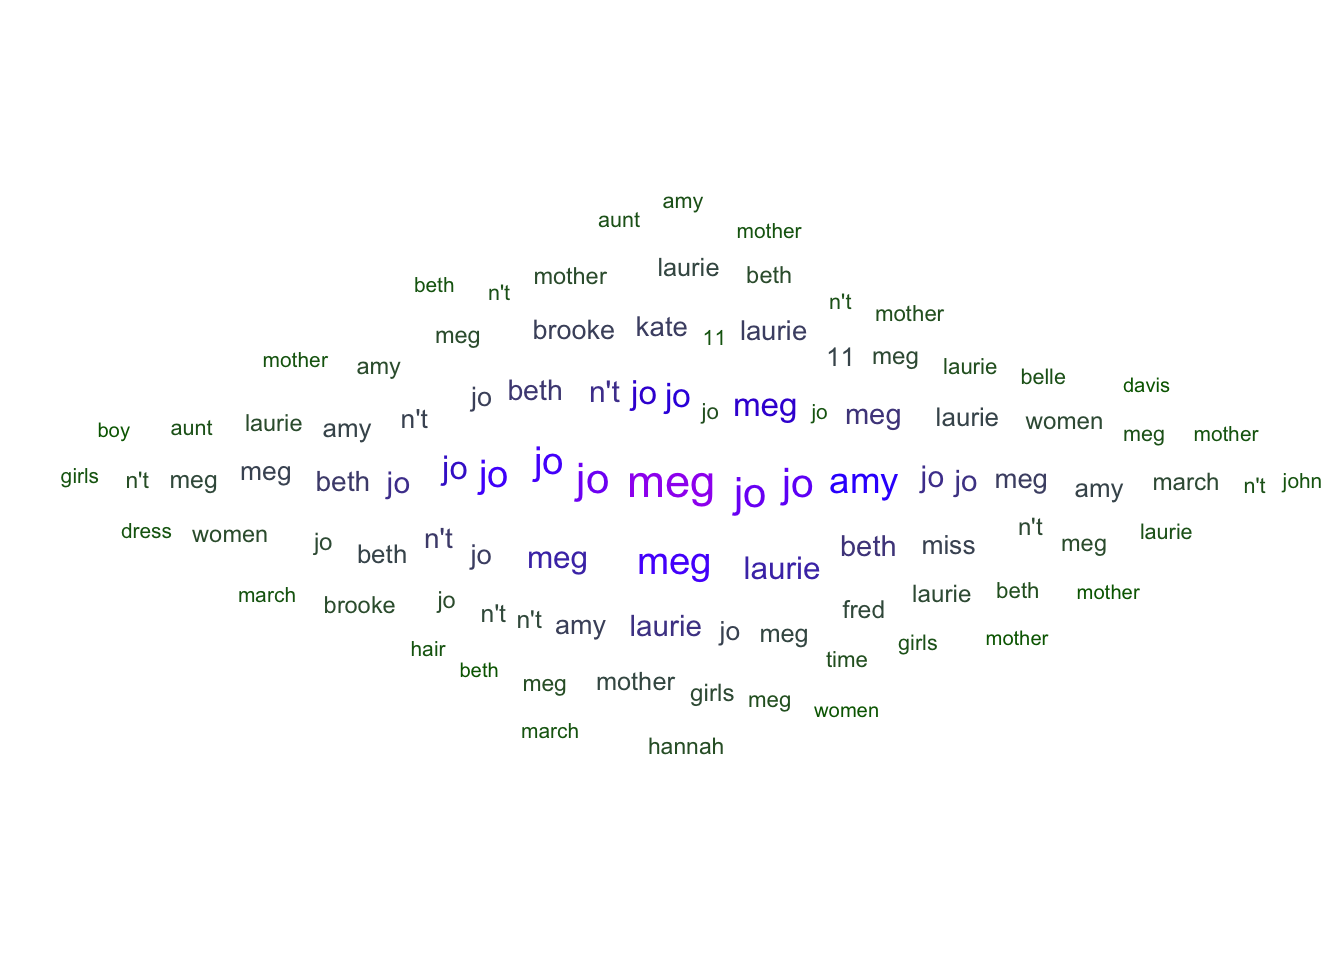 amy
aunt
mother
laurie
mother beth
beth n't
n't mother
brooke kate 11 laurie
meg
11 meg
mother amy laurie
belle davis
jo beth n't jo jo jo meg jo meg laurie women
boy aunt laurie amy n't
meg mother
girls n't meg meg beth jo jo jo jo jo meg jo jo amy jo jo meg amy march n't john
dress women jo beth n't jo meg meg laurie beth miss n't meg laurie
march brooke jo n't n't amy laurie jo meg fred laurie beth mother
hair
beth
time girls mother
meg mother girls meg women
march hannah